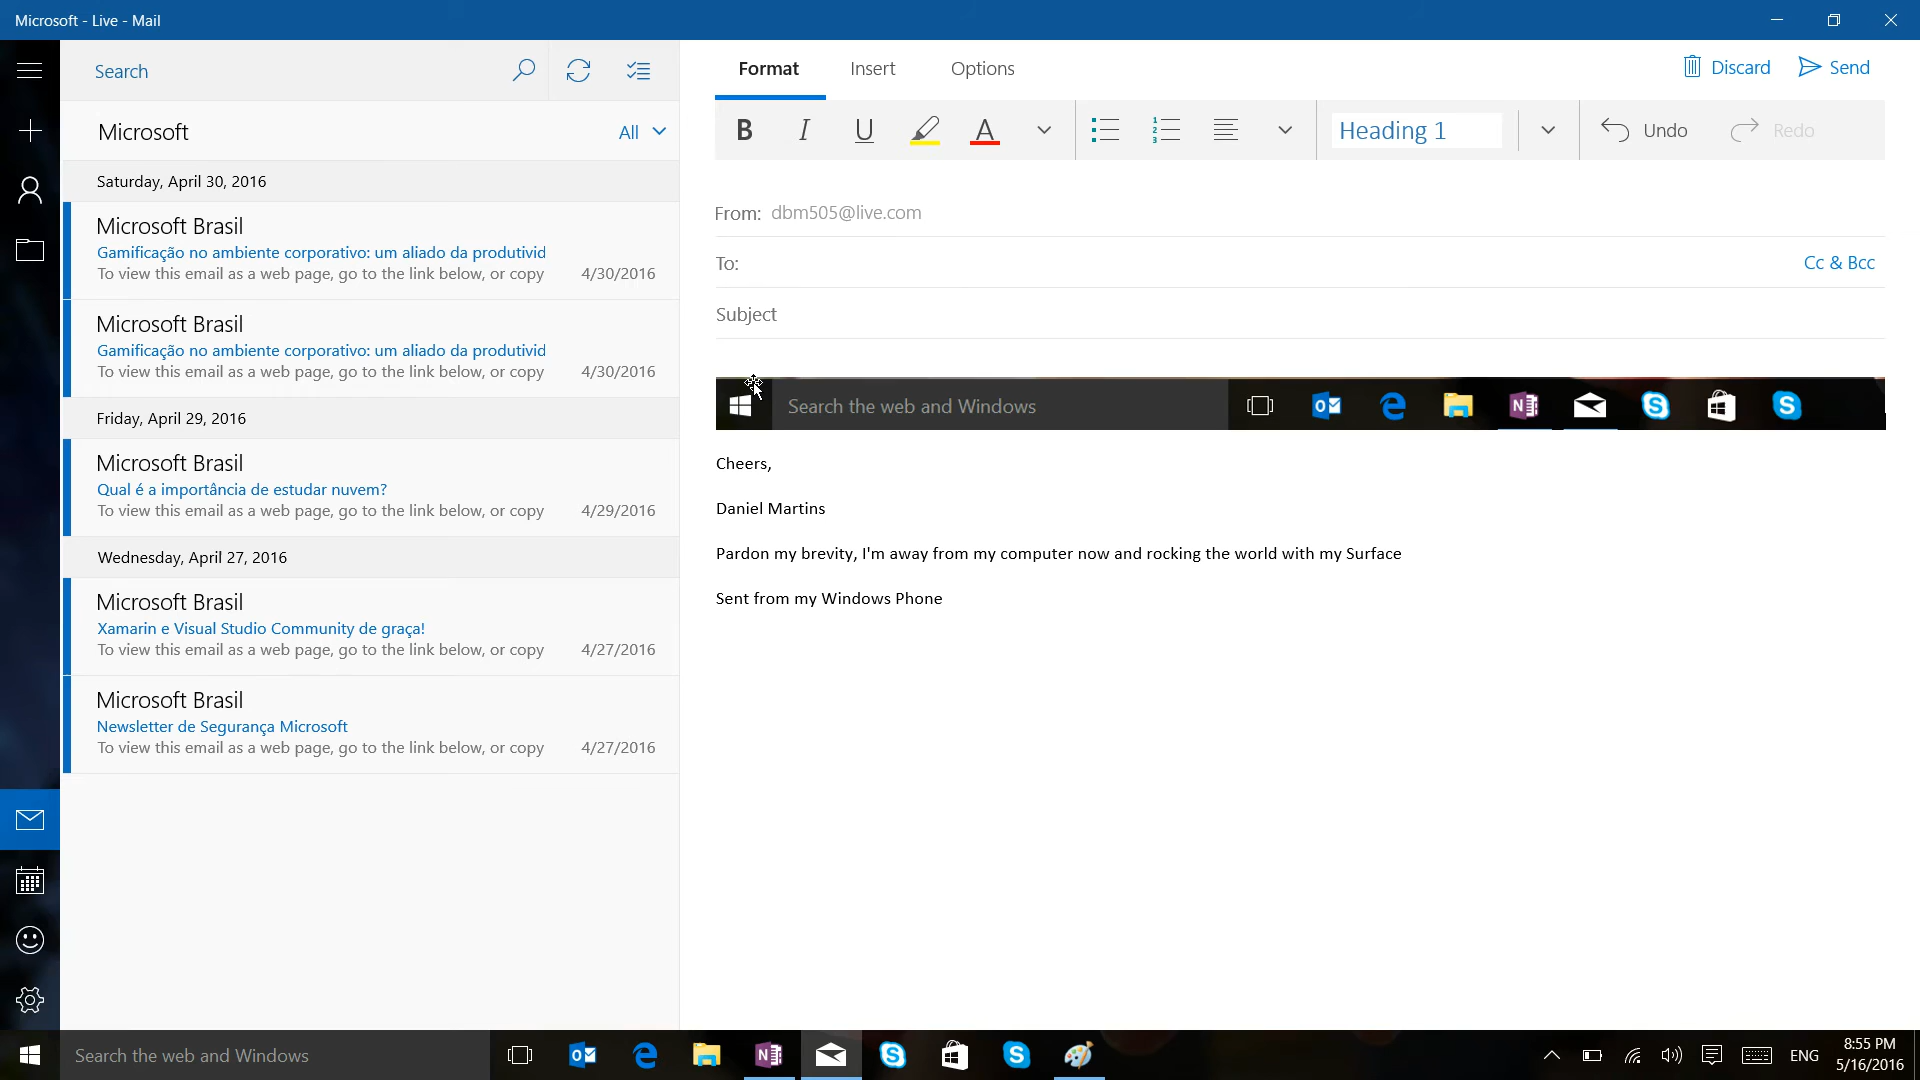 Microsoft - Live - Mail
Search
Microsoft
All
Saturday, April 30, 2016
Microsoft Brasil
Gamificação no ambiente corporativo: um aliado da produtivid
To view this email as a web page, go to the link below, or copy 4/30/2016
Microsoft Brasil
Gamificação no ambiente corporativo: um aliado da produtivid
To view this email as a web page, go to the link below, or copy 4/30/2016
Friday, April 29, 2016
Microsoft Brasil
Qual é a importância de estudar nuvem?
To view this email as a web page, go to the link below, or copy 4/29/2016
Wednesday, April 27, 2016
Microsoft Brasil
Xamarin e Visual Studio Community de graça!
To view this email as a web page, go to the link below, or copy 4/27/2016
Microsoft Brasil
Newsletter de Segurança Microsoft
To view this email as a web page, go to the link below, or copy 4/27/2016
Format Insert Options Discard Send
B I U A Heading 1 Undo Redo
From: dbm505@live.com
To: Cc & Bcc
Subject
Search the web and Windows
Cheers,
Daniel Martins
Pardon my brevity, I'm away from my computer now and rocking the world with my Surface
Sent from my Windows Phone
Search the web and Windows
ENG
8:55 PM
5/16/2016